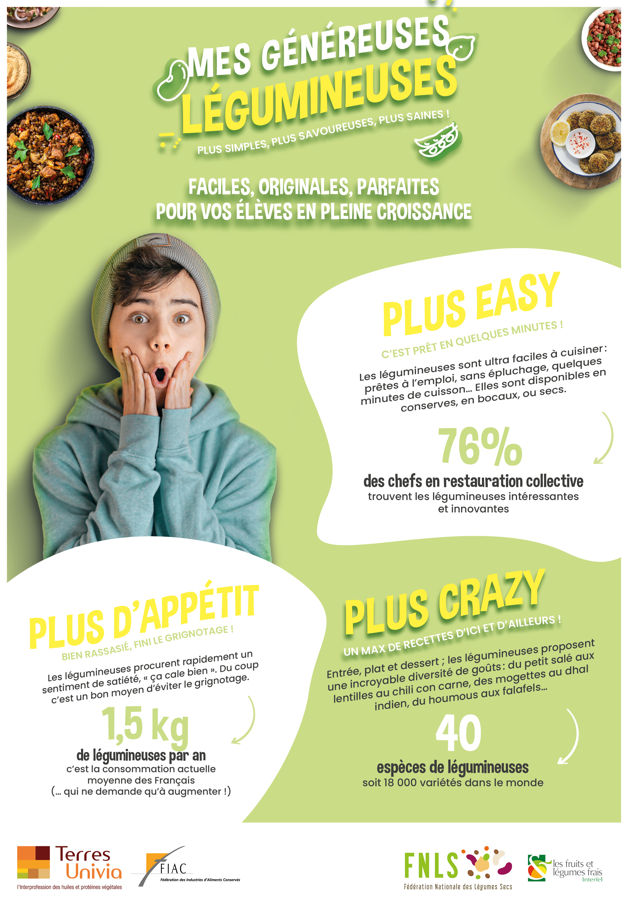 MES GÉNÉREUSES
LÉGUMINEUSES
PLUS SIMPLES, PLUS SAVOUREUSES, PLUS SAINES !
FACILES, ORIGINALES, PARFAITES
POUR VOS ÉLÈVES EN PLEINE CROISSANCE
PLUS EASY
C'EST PRÊT EN QUELQUES MINUTES !
Les légumineuses sont ultra faciles à cuisiner :
prêtes à l'emploi, sans épluchage, quelques
minutes de cuisson... Elles sont disponibles en
conserves, en bocaux, ou secs.
76%
des chefs en restauration collective
trouvent les légumineuses intéressantes
et innovantes
PLUS D'APPÉTIT
BIEN RASSASIÉ, FINI LE GRIGNOTAGE !
Les légumineuses procurent rapidement un
sentiment de satiété, « ça cale bien ». Du coup
c'est un bon moyen d'éviter le grignotage.
1,5 kg
de légumineuses par an
c'est la consommation actuelle
moyenne des Français
(... qui ne demande qu'à augmenter !)
PLUS CRAZY
UN MAX DE RECETTES D'ICI ET D'AILLEURS !
Entrée, plat et dessert ; les légumineuses proposent
une incroyable diversité de goûts : du petit salé aux
lentilles au chili con carne, des mogettes au dhal
indien, du houmous aux falafels...
40
espèces de légumineuses
soit 18 000 variétés dans le monde
Terres
Univia
l'Interprofession des huiles et protéines végétales
FIAC
Fédération des Industries d'Aliments Conservés
FNLS
Fédération Nationale des Légumes Secs
les fruits et
légumes frais
Interfel